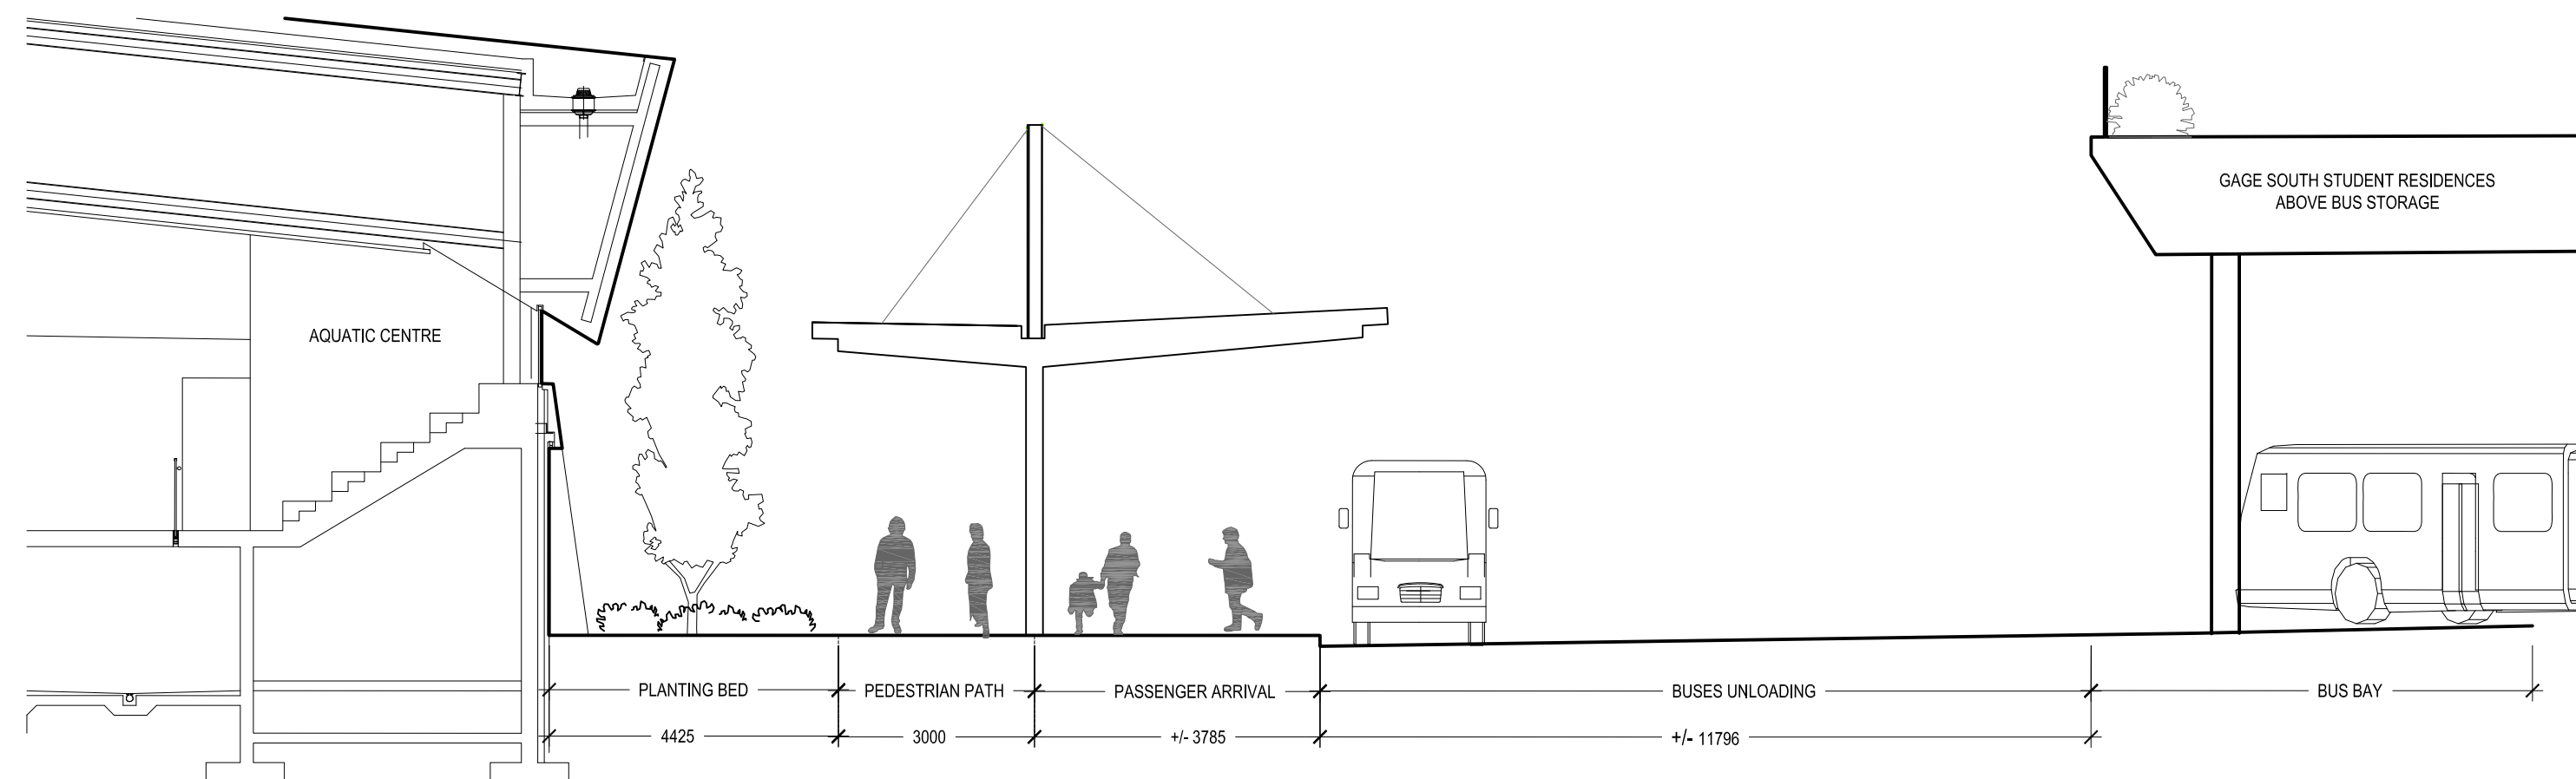 GAGE SOUTH STUDENT RESIDENCES
ABOVE BUS STORAGE
AQUATIC CENTRE
PLANTING BED
PEDESTRIAN PATH
PASSENGER ARRIVAL
BUSES UNLOADING
BUS BAY
4425
3000
+/- 3785
+/- 11796